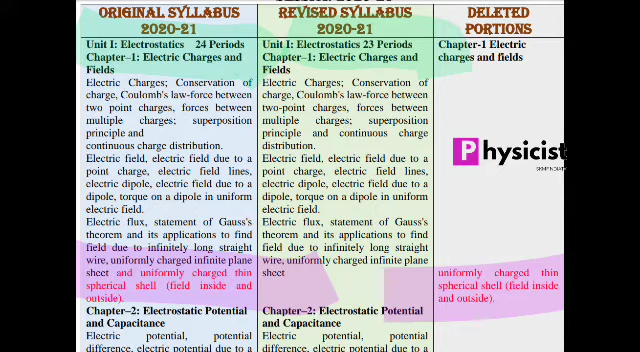 ORIGINAL SYLLABUS
2020-21
Unit I: Electrostatics 24 Periods
Chapter–1: Electric Charges and
Fields
Electric Charges; Conservation of
charge, Coulomb's law-force between
two point charges, forces between
multiple charges; superposition
principle and
continuous charge distribution.
Electric field, electric field due to a
point charge, electric field lines,
electric dipole, electric field due to a
dipole, torque on a dipole in uniform
electric field.
Electric flux, statement of Gauss's
theorem and its applications to find
field due to infinitely long straight
wire, uniformly charged infinite plane
sheet and uniformly charged thin
spherical shell (field inside and
outside).
Chapter–2: Electrostatic Potential
and Capacitance
Electric potential, potential
difference, electric potential due to a
REVISED SYLLABUS
2020-21
Unit I: Electrostatics 23 Periods
Chapter–1: Electric Charges and
Fields
Electric Charges; Conservation of
charge, Coulomb's law-force between
two-point charges, forces between
multiple charges; superposition
principle and continuous charge
distribution.
Electric field, electric field due to a
point charge, electric field lines,
electric dipole, electric field due to a
dipole, torque on a dipole in uniform
electric field.
Electric flux, statement of Gauss's
theorem and its applications to find
field due to infinitely long straight
wire, uniformly charged infinite plane
sheet
Chapter–2: Electrostatic Potential
and Capacitance
Electric potential, potential
difference, electric potential due to a
DELETED
PORTIONS
Chapter-1 Electric
charges and fields
Physicist
uniformly charged thin
spherical shell (field inside
and outside).